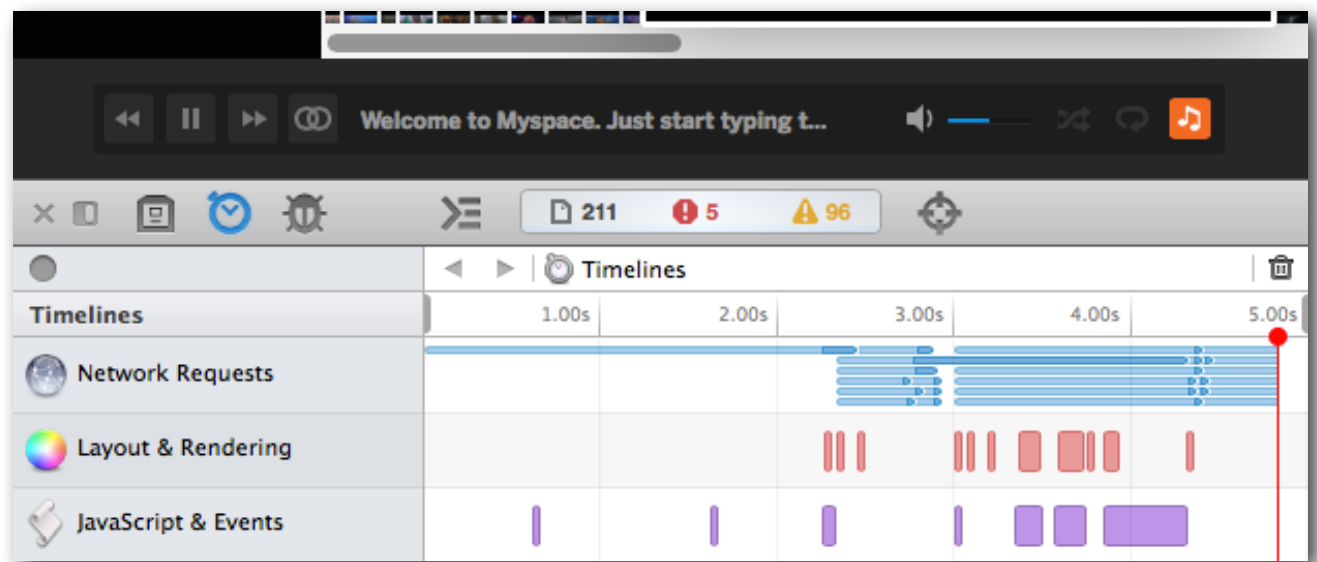 Welcome to Myspace. Just start typing t...
211 5 96
Timelines
Timelines 1.00s 2.00s 3.00s 4.00s 5.00s
Network Requests
Layout & Rendering
JavaScript & Events